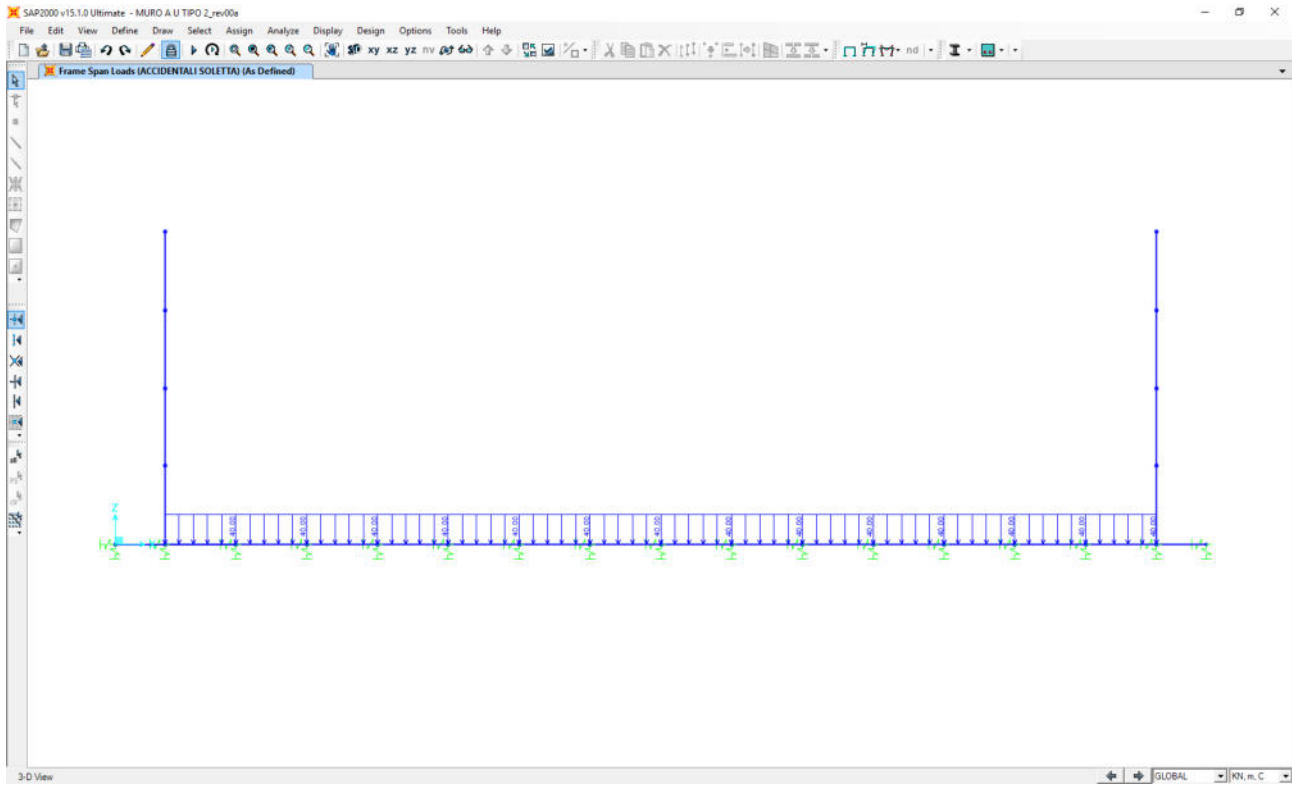 SAP2000 v15.1.0 Ultimate - MURO A U TIPO 2_rev00a
File Edit View Define Draw Select Assign Analyze Display Design Options Tools Help
xy xz yz nv nd
Frame Span Loads (ACCIDENTALI SOLETTA) (As Defined)
Z
40.00 40.00 40.00 40.00 40.00 40.00 40.00 40.00 40.00 40.00 40.00 40.00 40.00 40.00
3-D View
GLOBAL
KN, m, C